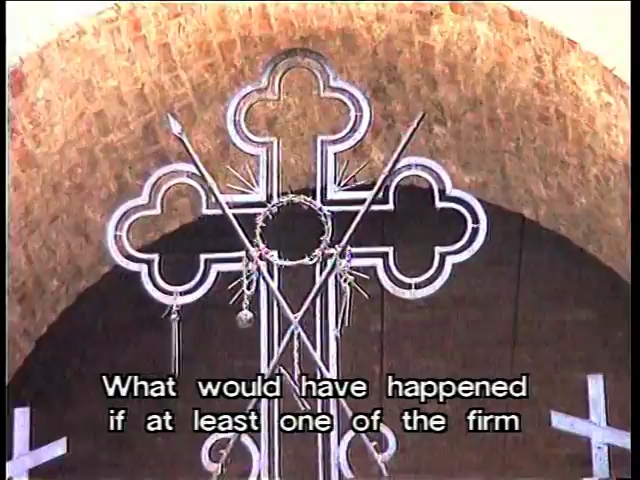 What would have happened
if at least one of the firm